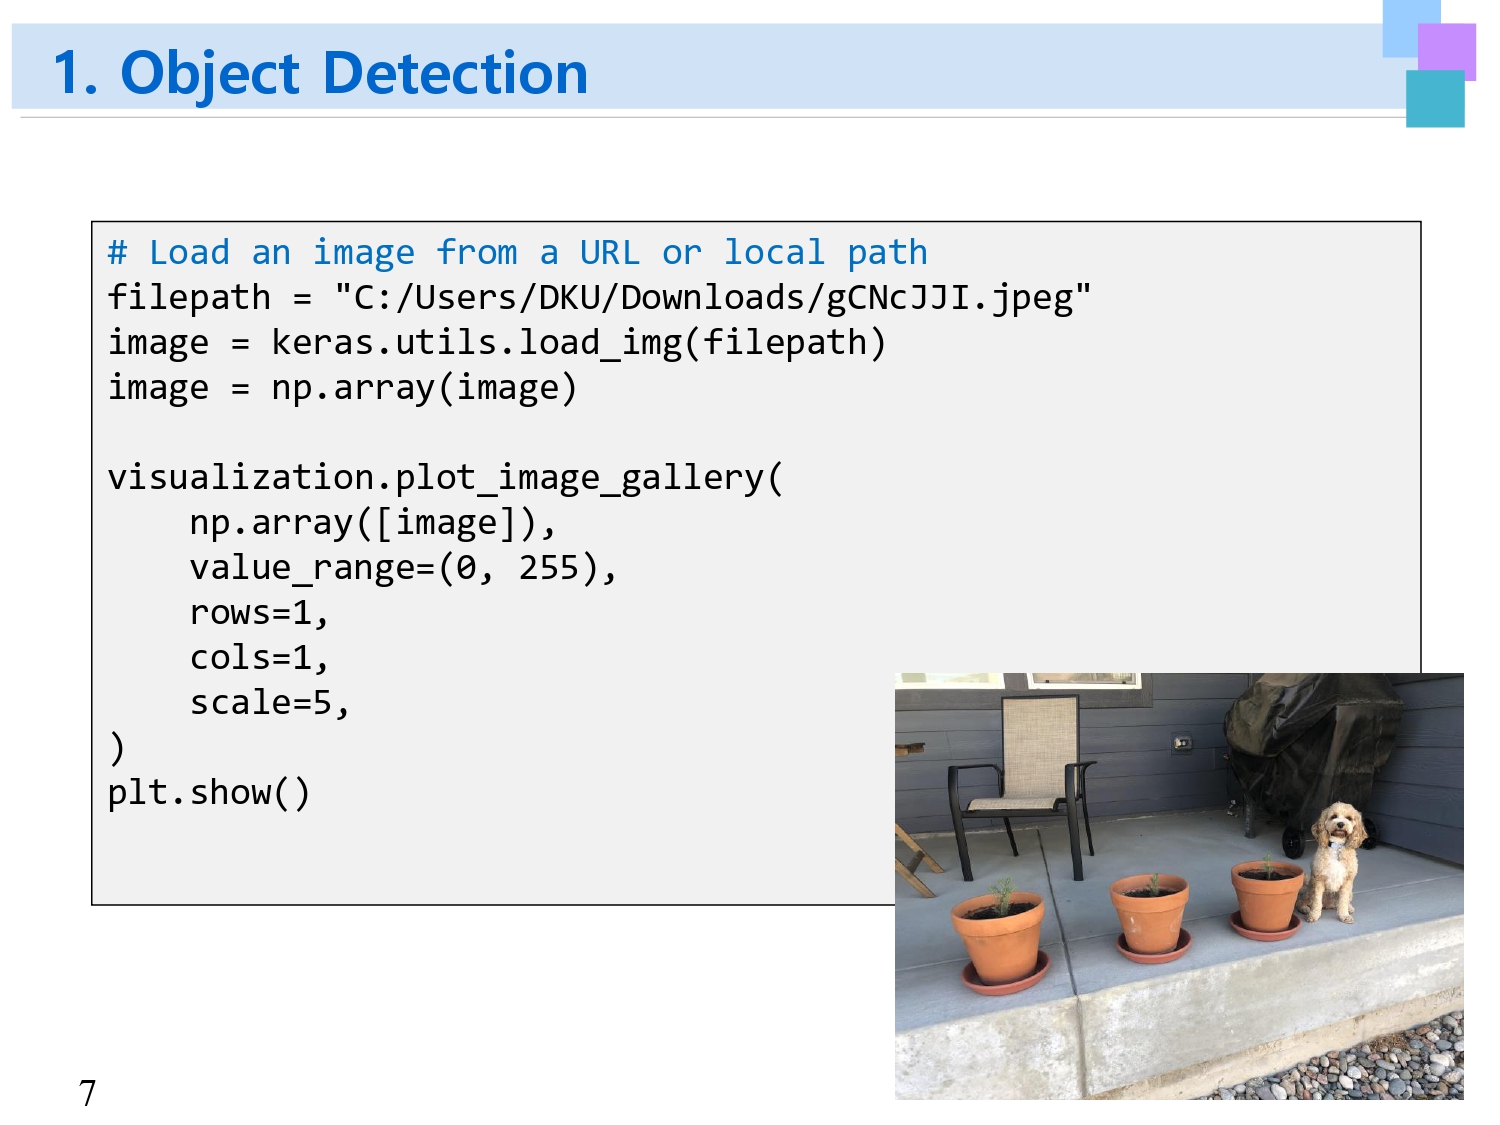 1. Object Detection
# Load an image from a URL or local path
filepath = "C:/Users/DKU/Downloads/gCNcJJI.jpeg"
image = keras.utils.load_img(filepath)
image = np.array(image)

visualization.plot_image_gallery(
    np.array([image]),
    value_range=(0, 255),
    rows=1,
    cols=1,
    scale=5,
)
plt.show()
7